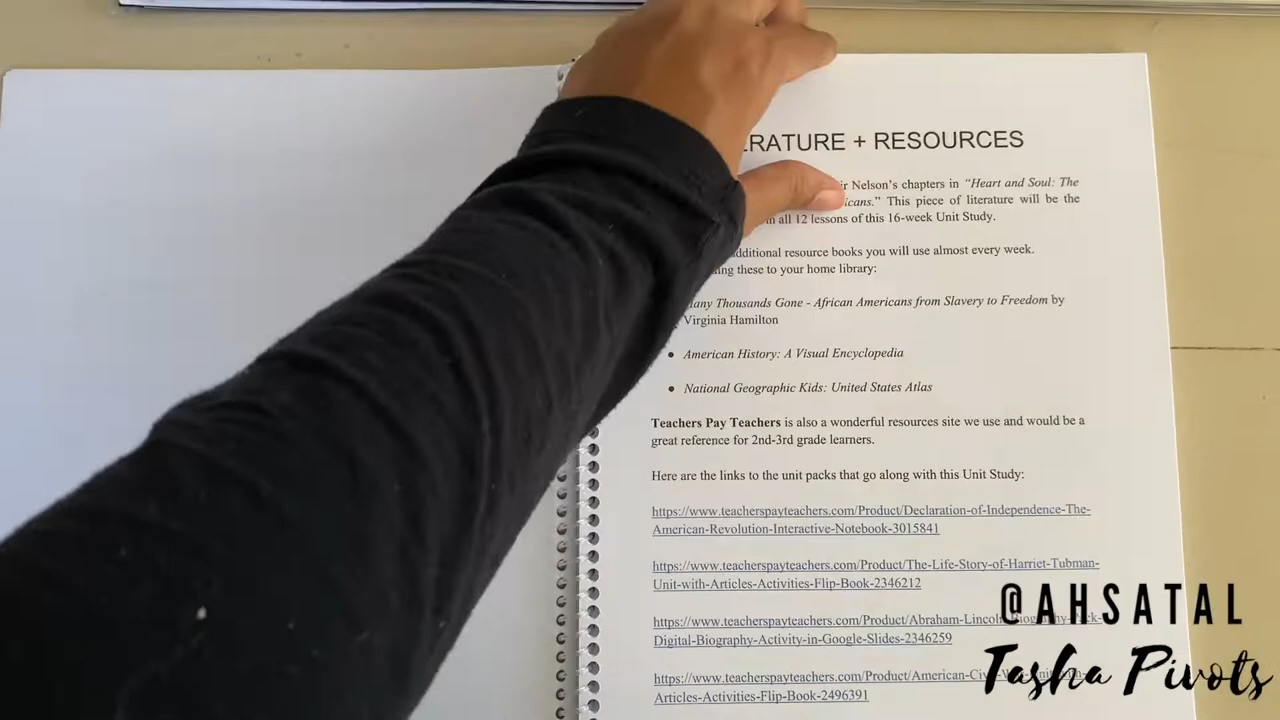 + RESOURCES
Nelson's chapters in "Heart and Soul: The
This piece of literature will be the
all 12 lessons of this 16-week Unit Study.
additional resource books you will use almost every week.
these to your home library:
Thousands Gone - African Americans from Slavery to Freedom by
Virginia Hamilton
• American History: A Visual Encyclopedia
• National Geographic Kids: United States Atlas
Teachers Pay Teachers is also a wonderful resources site we use and would be a
great reference for 2nd-3rd grade learners.
Here are the links to the unit packs that go along with this Unit Study:
https://www.teacherspayteachers.com/Product/Declaration-of-Independence-The-
American-Revolution-Interactive-Notebook-3015841
https://www.teacherspayteachers.com/Product/The-Life-Story-of-Harriet-Tubman-
Unit-with-Articles-Activities-Flip-Book-2346212
https://www.teacherspayteachers.com/Product/Abraham-Lincoln-Biography-Pack-
Digital-Biography-Activity-in-Google-Slides-2346259
https://www.teacherspayteachers.com/Product/American-Civil-War-Unit-with-
Articles-Activities-Flip-Book-2496391
@AHSATAL
Tasha Pivots